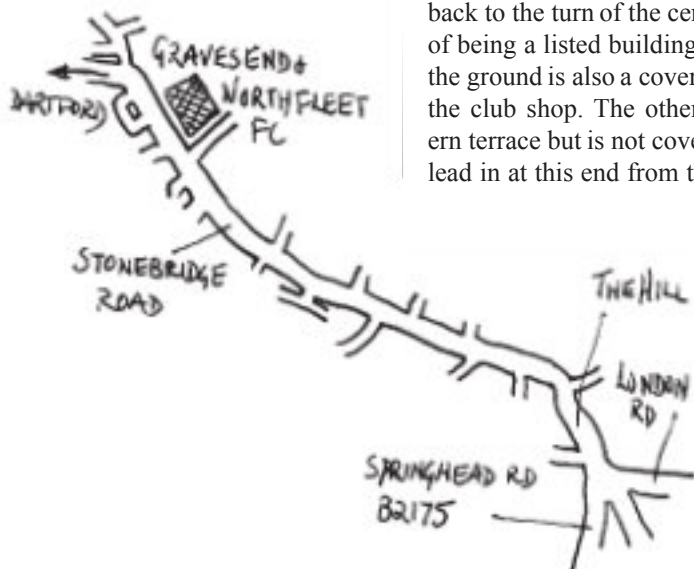 back to the turn of the cen
of being a listed building
the ground is also a cover
the club shop. The other
ern terrace but is not cove
lead in at this end from t
GRAVESEND &
NORTHFLEET
FC
DARTFORD
STONEBRIDGE
ROAD
THE HILL
LONDON
RD
SPRINGHEAD RD
B2175